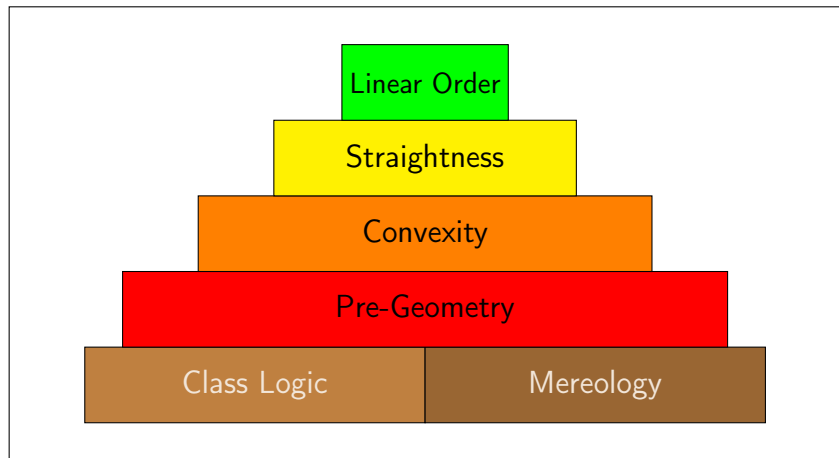 Linear Order
Straightness
Convexity
Pre-Geometry
Class Logic
Mereology